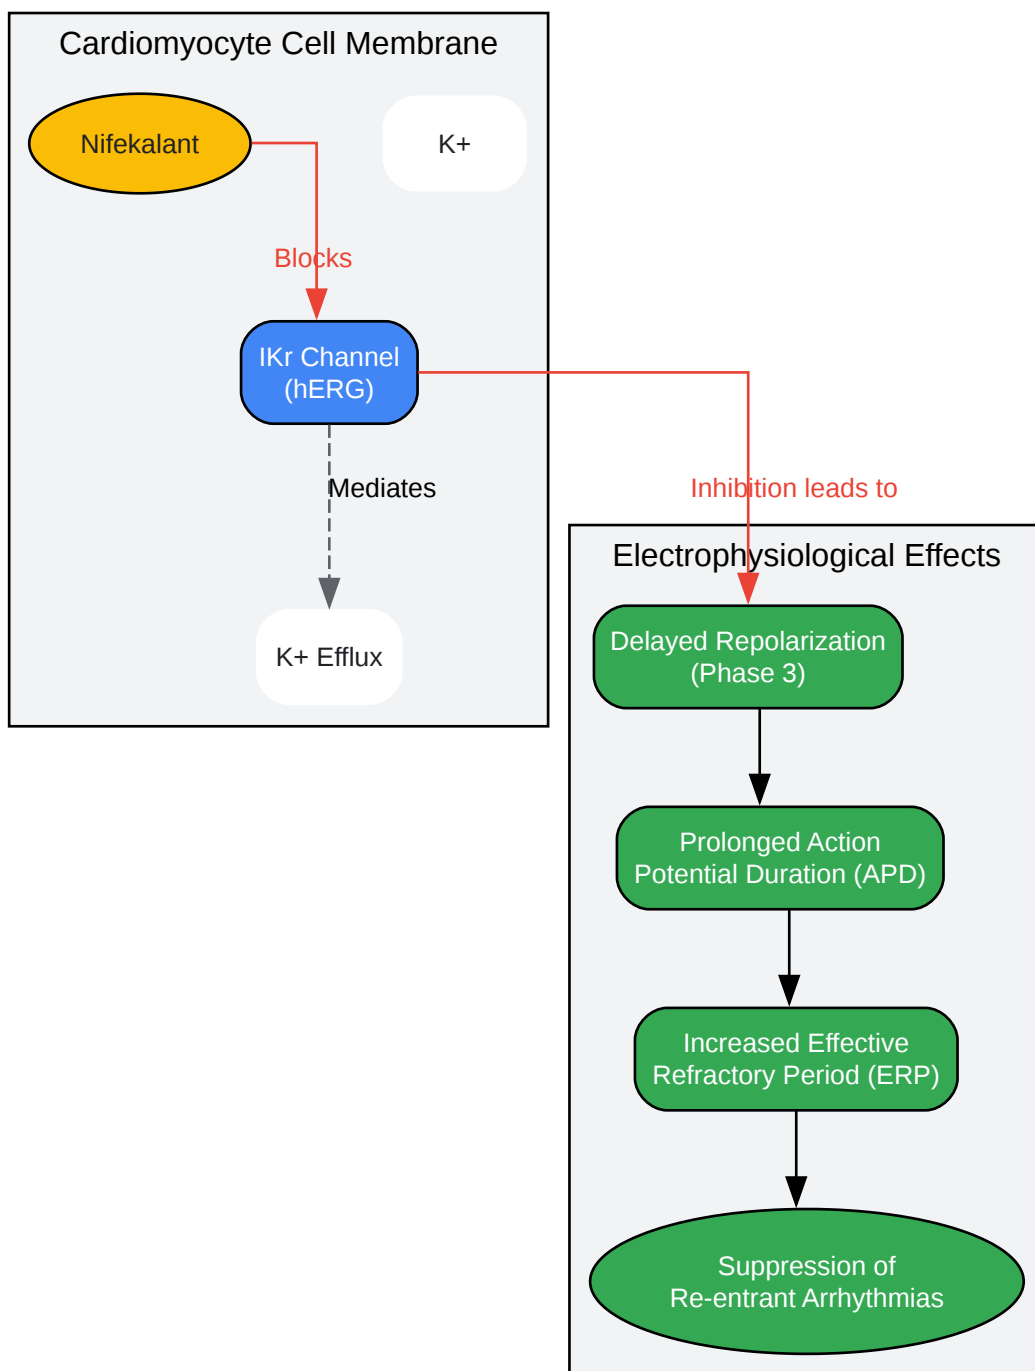 Cardiomyocyte Cell Membrane
Nifekalant
K+
Blocks
IKr Channel
(hERG)
Mediates
K+ Efflux
Inhibition leads to
Electrophysiological Effects
Delayed Repolarization
(Phase 3)
Prolonged Action
Potential Duration (APD)
Increased Effective
Refractory Period (ERP)
Suppression of
Re-entrant Arrhythmias